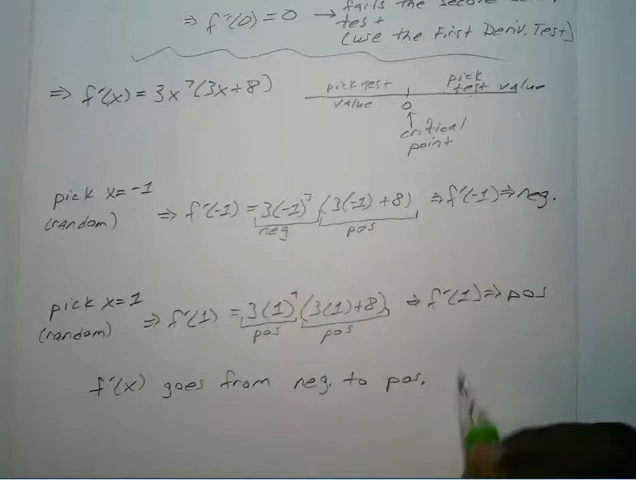 fails the second
⇒ f''(0) = 0 → test
(use the First Deriv. Test)
⇒ f'(x) = 3x⁷(3x+8)
pick test value
pick test value
0
↑
critical point
pick x = -1 ⇒ f'(-1) = 3(-1)⁷ (3(-1) + 8) ⇒ f'(-1) ⇒ neg.
(random)
neg pos
pick x = 1 ⇒ f'(1) = 3(1)⁷ (3(1)+8) ⇒ f'(1) ⇒ pos
(random)
pos pos
f'(x) goes from neg. to pos.